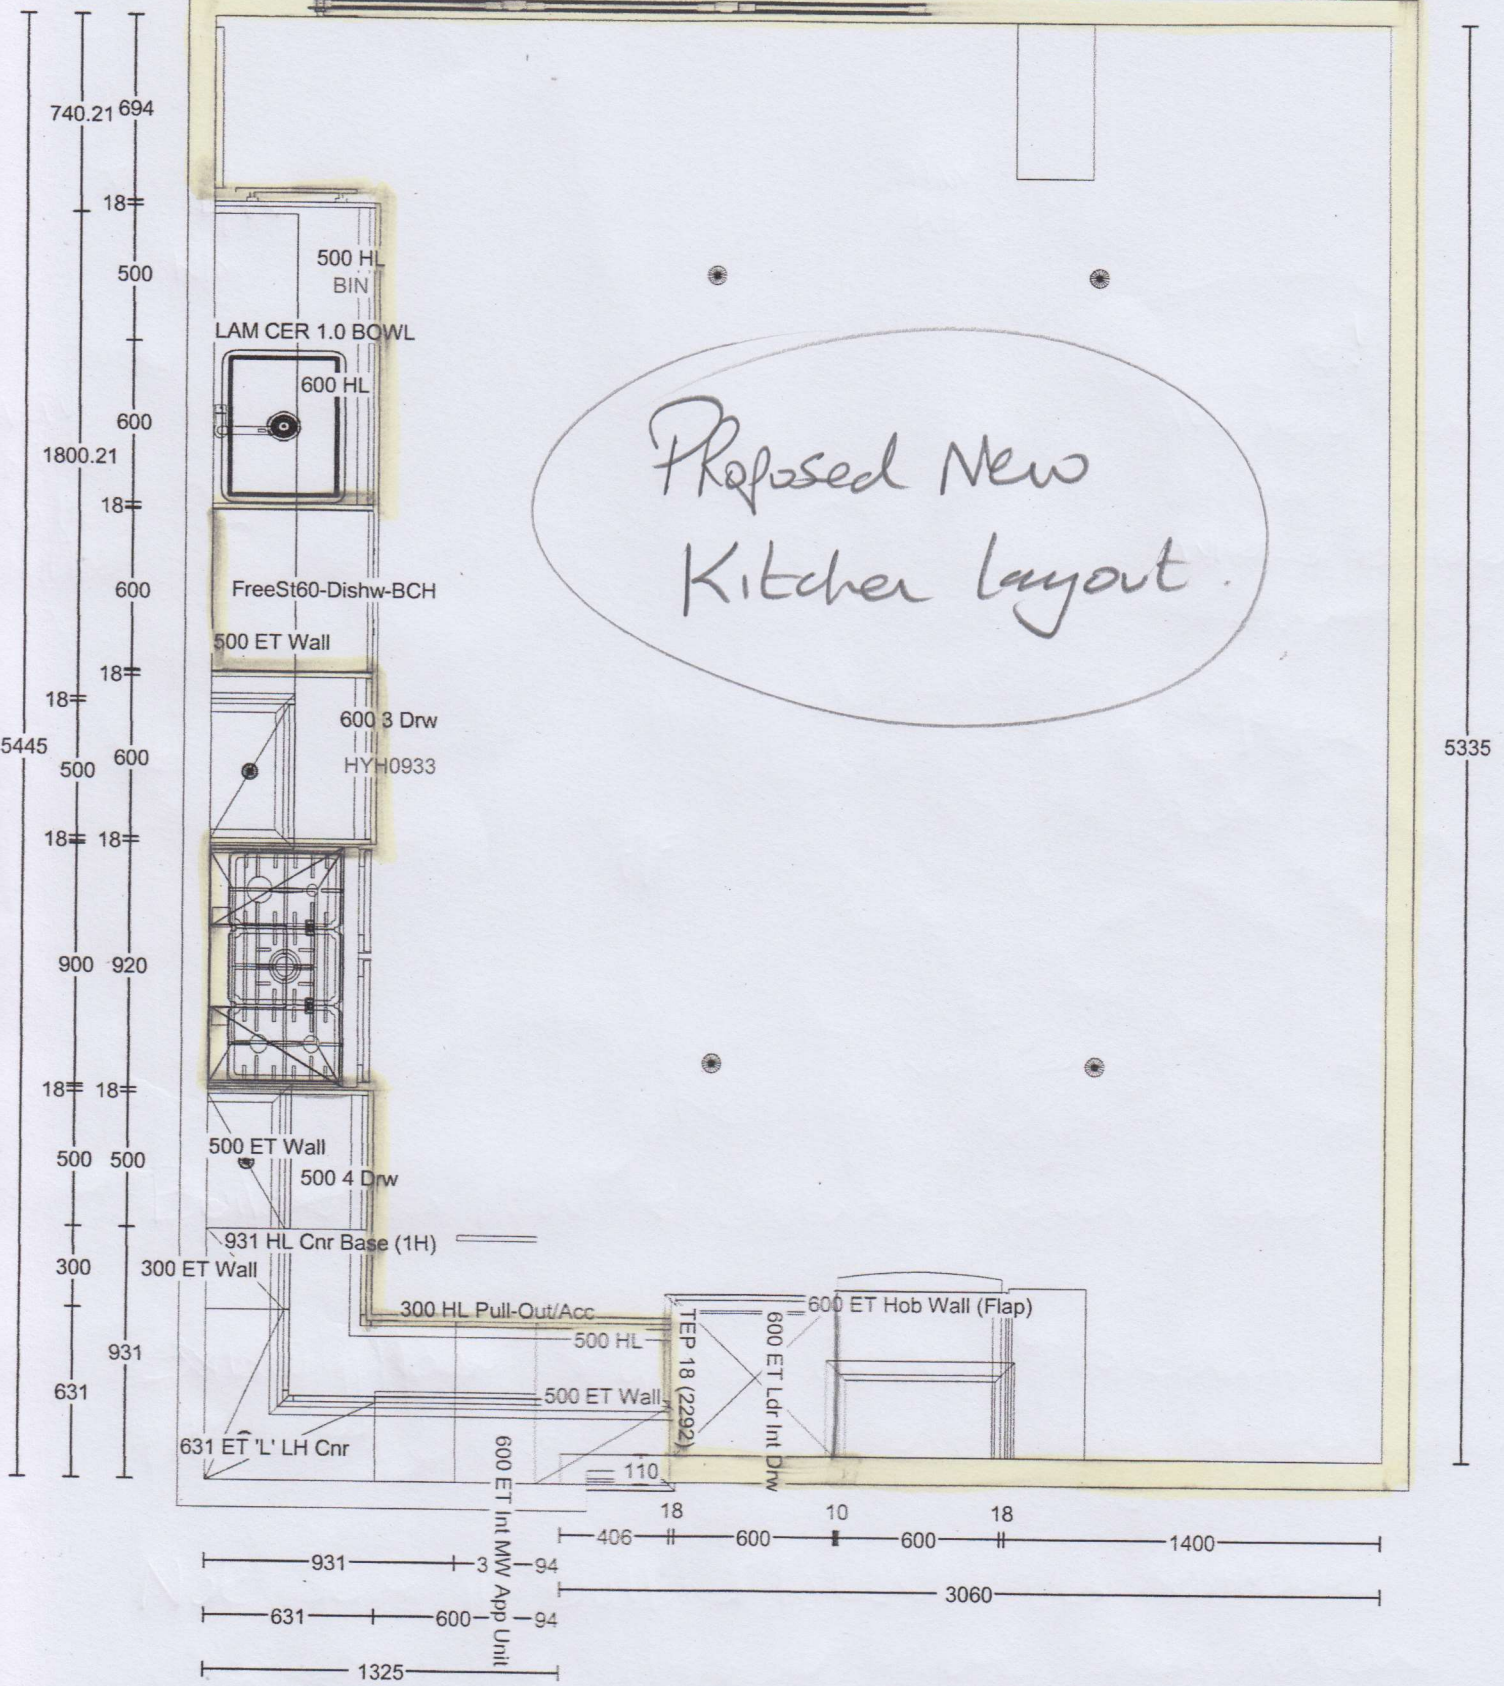 740.21
694
18
500
500 HL
BIN
LAM CER 1.0 BOWL
600 HL
600
1800.21
18
Proposed New
Kitchen Layout.
600
FreeSt60-Dishw-BCH
500 ET Wall
18
18
600 3 Drw
5445
500
600
HYH0933
5335
18
18
900
920
18
18
500 ET Wall
500
500
500 4 Drw
931 HL Cnr Base (1H)
300
300 ET Wall
300 HL Pull-Out/Acc
600 ET Hob Wall (Flap)
500 HL
TEP 18 (2292)
600 ET Ldr Int Drw
931
631
500 ET Wall
631 ET 'L' LH Cnr
600 ET Int MW App Unit
110
18
10
18
406
600
600
1400
931
3
94
3060
631
600
94
1325